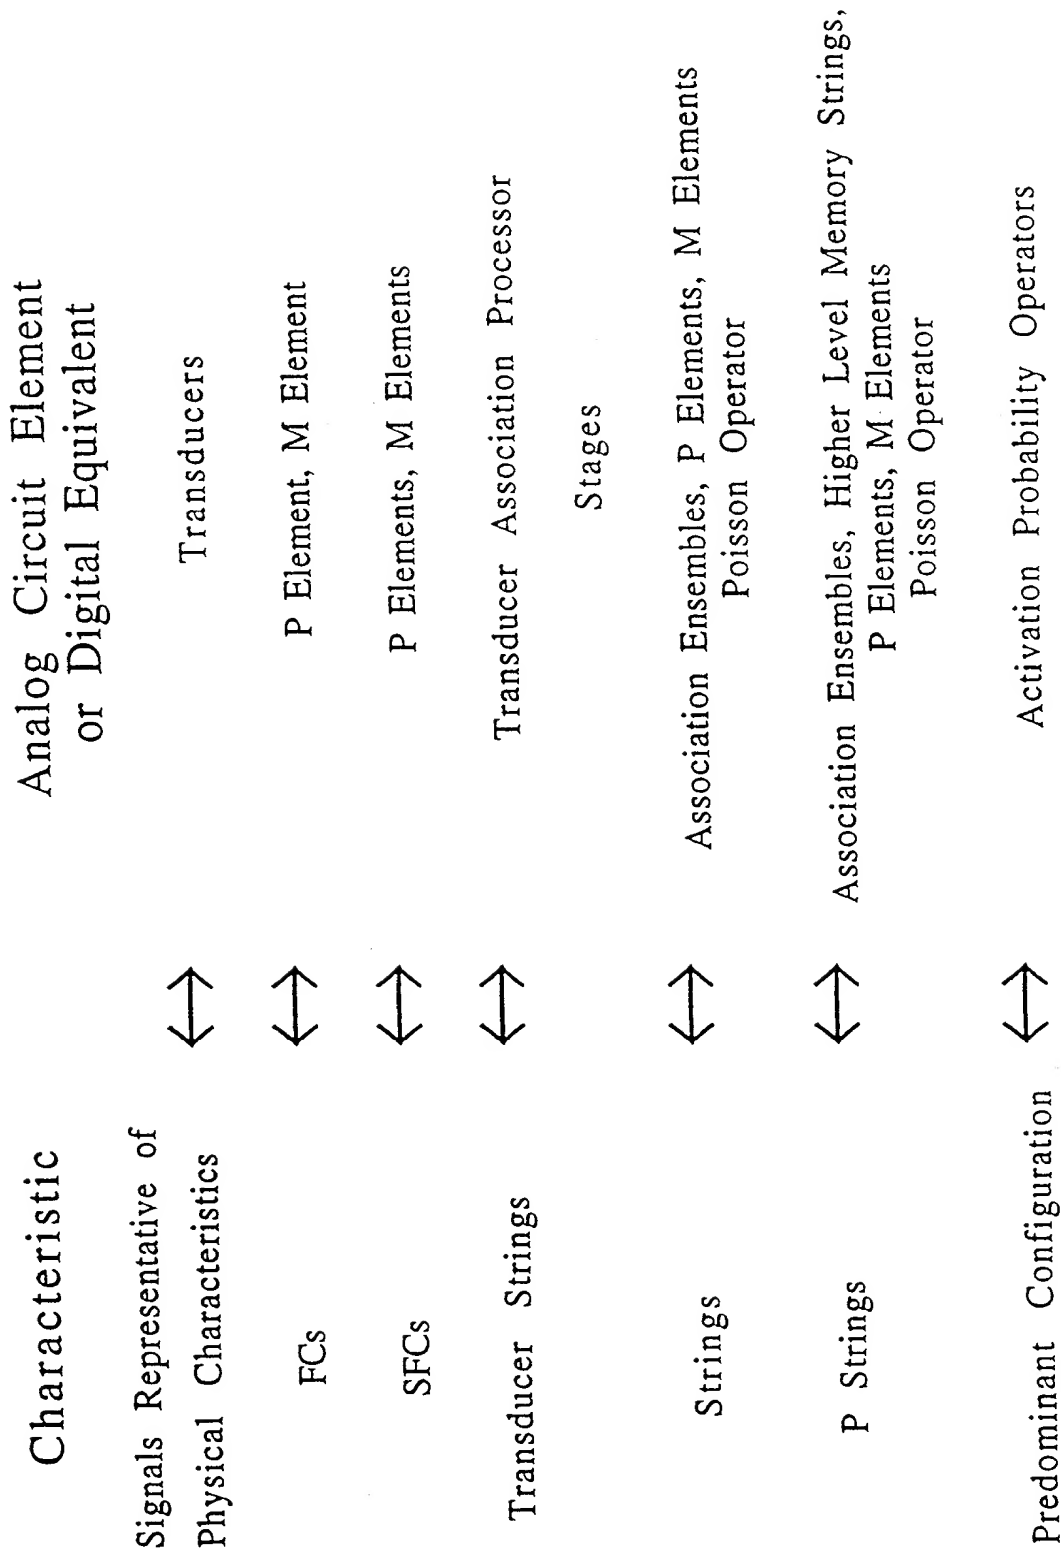 Characteristic
Analog Circuit Element
or Digital Equivalent
Signals Representative of
Physical Characteristics
Transducers
FCs
P Element, M Element
SFCs
P Elements, M Elements
Transducer Strings
Transducer Association Processor
Stages
Strings
Association Ensembles, P Elements, M Elements
Poisson Operator
P Strings
Association Ensembles, Higher Level Memory Strings,
P Elements, M Elements
Poisson Operator
Predominant Configuration
Activation Probability Operators